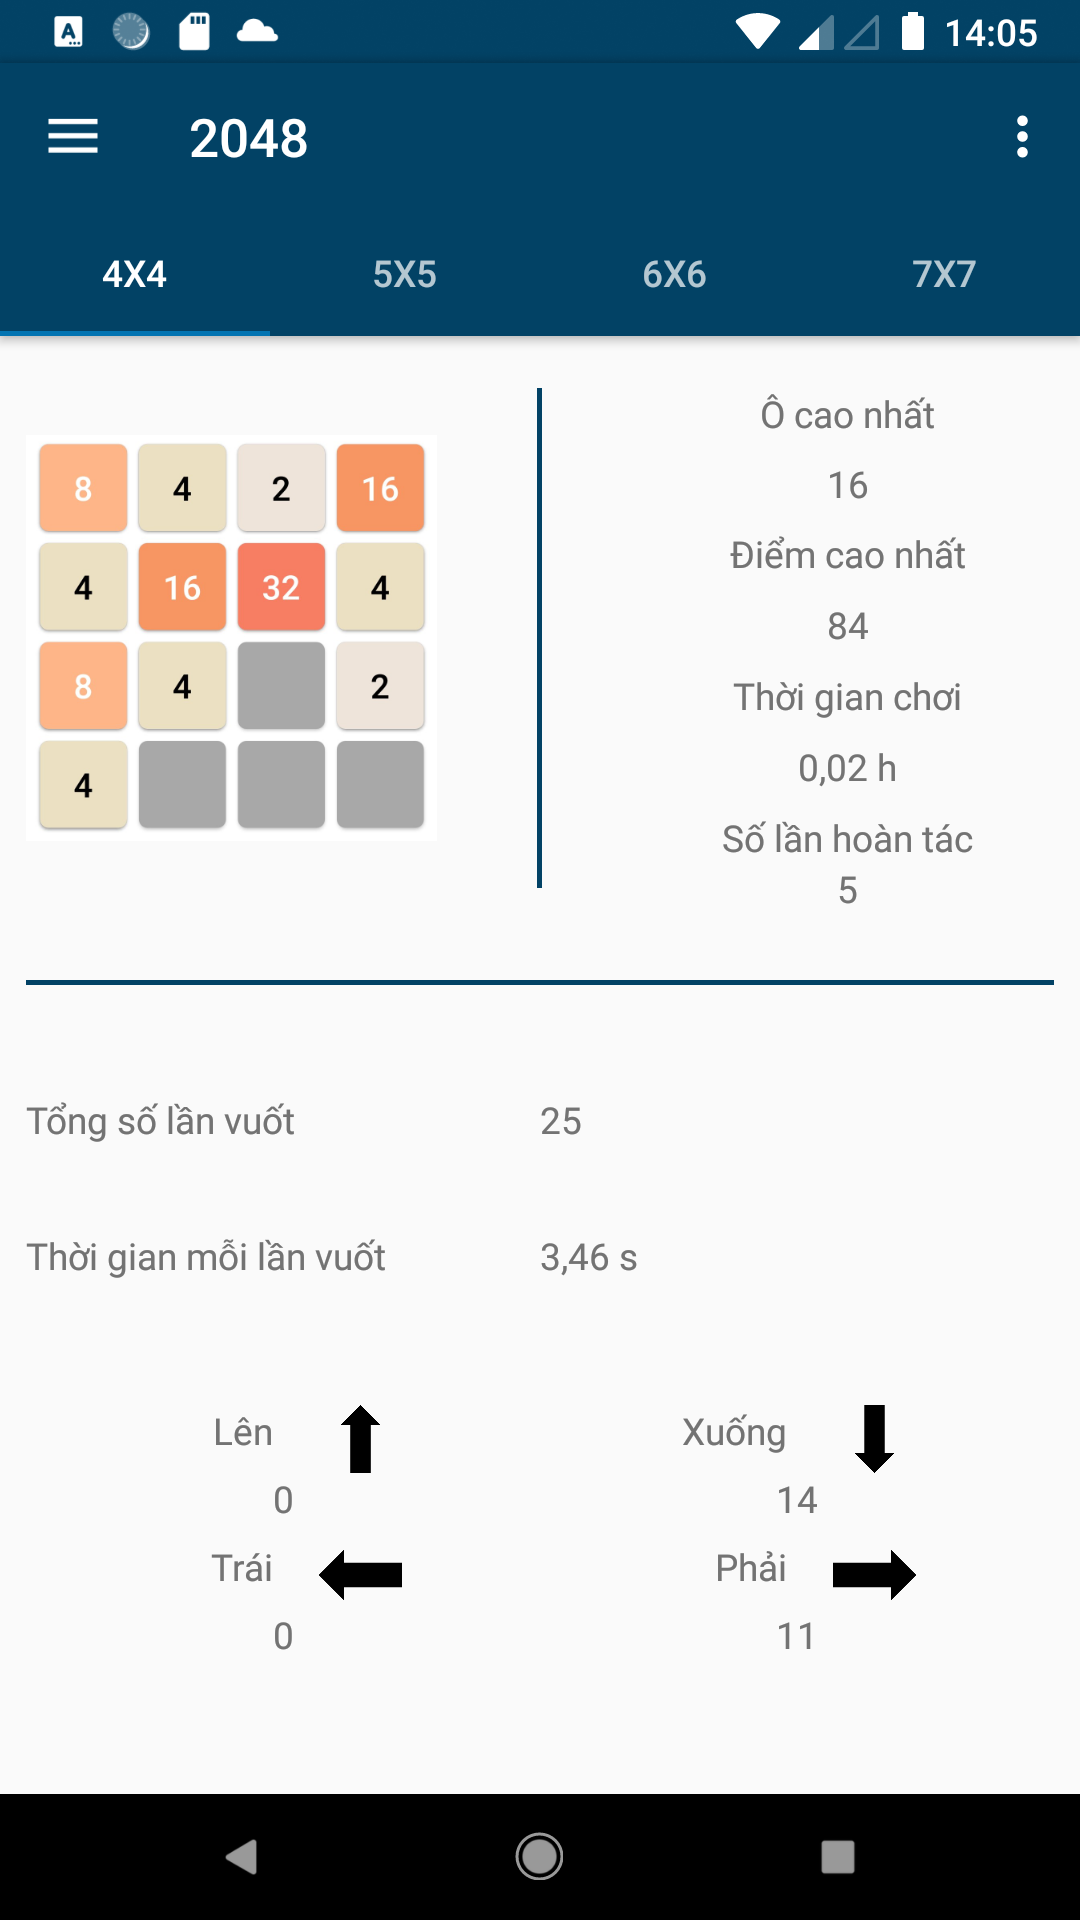 14:05
2048
4X4 5X5 6X6 7X7
8 4 2 16
4 16 32 4
8 4 2
4
Ô cao nhất
16
Điểm cao nhất
84
Thời gian chơi
0,02 h
Số lần hoàn tác
5
Tổng số lần vuốt 25
Thời gian mỗi lần vuốt 3,46 s
Lên Xuống
0 14
Trái Phải
0 11